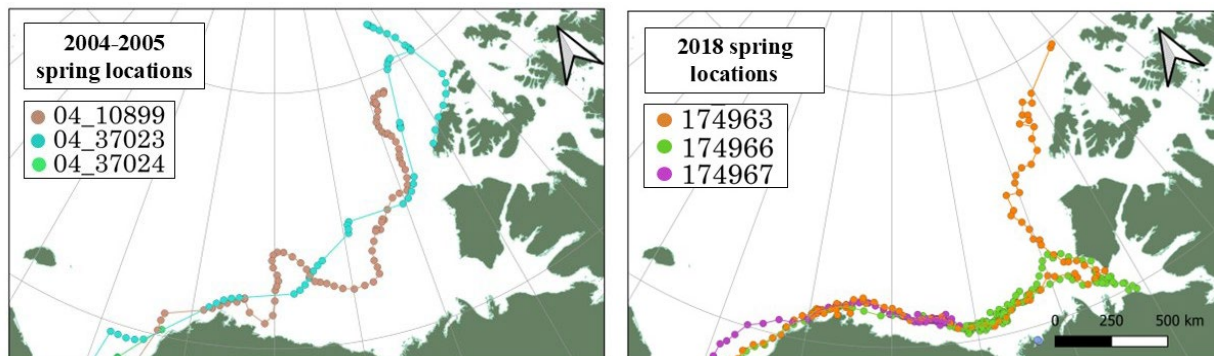 2004-2005
spring locations
04_10899
04_37023
04_37024
2018 spring
locations
174963
174966
174967
0 250 500 km